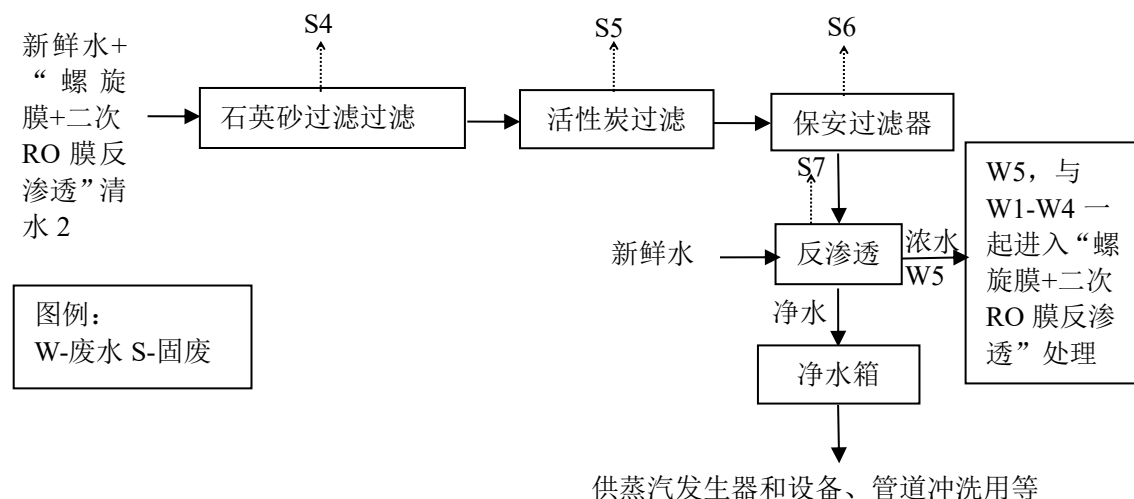 S4
S5
S6
新鲜水+
“螺旋
膜+二次
RO 膜反
渗透”清
水 2
石英砂过滤过滤
活性炭过滤
保安过滤器
S7
新鲜水
反渗透
浓水
W5
W5，与
W1-W4 一
起进入“螺
旋膜+二次
RO 膜反渗
透”处理
图例：
W-废水 S-固废
净水
净水箱
供蒸汽发生器和设备、管道冲洗用等